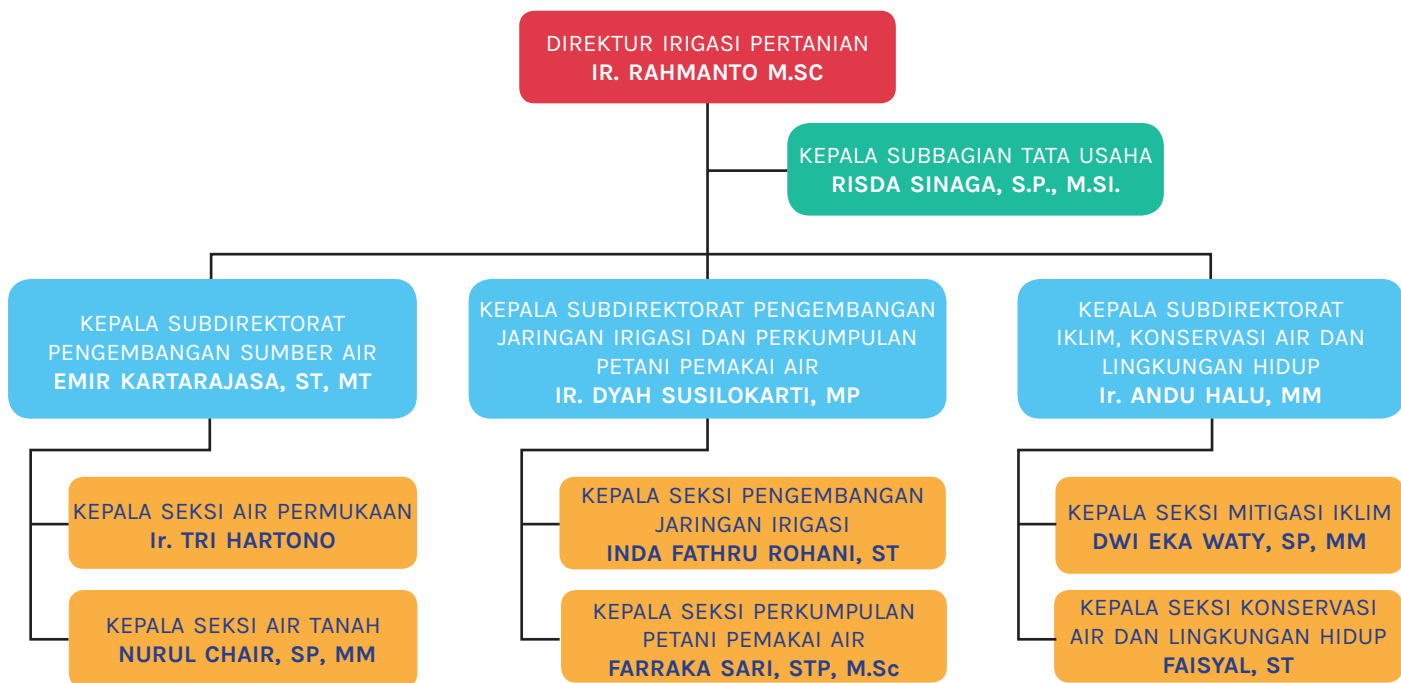 DIREKTUR IRIGASI PERTANIAN
IR. RAHMANTO M.SC
KEPALA SUBBAGIAN TATA USAHA
RISDA SINAGA, S.P., M.SI.
KEPALA SUBDIREKTORAT
PENGEMBANGAN SUMBER AIR
EMIR KARTARAJASA, ST, MT
KEPALA SUBDIREKTORAT PENGEMBANGAN
JARINGAN IRIGASI DAN PERKUMPULAN
PETANI PEMAKAI AIR
IR. DYAH SUSILOKARTI, MP
KEPALA SUBDIREKTORAT
IKLIM, KONSERVASI AIR DAN
LINGKUNGAN HIDUP
Ir. ANDU HALU, MM
KEPALA SEKSI AIR PERMUKAAN
Ir. TRI HARTONO
KEPALA SEKSI AIR TANAH
NURUL CHAIR, SP, MM
KEPALA SEKSI PENGEMBANGAN
JARINGAN IRIGASI
INDA FATHRU ROHANI, ST
KEPALA SEKSI PERKUMPULAN
PETANI PEMAKAI AIR
FARRAKA SARI, STP, M.Sc
KEPALA SEKSI MITIGASI IKLIM
DWI EKA WATY, SP, MM
KEPALA SEKSI KONSERVASI
AIR DAN LINGKUNGAN HIDUP
FAISYAL, ST